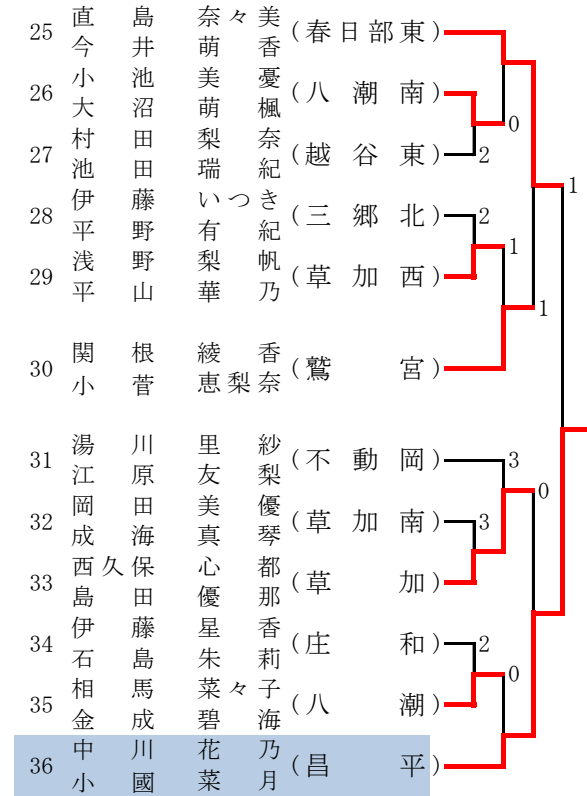 直島奈々美
25 (春日部東)
今井萌香
小池美憂
26 (八潮南)
大沼萌楓
0
村田梨奈
27 (越谷東) 2
池田瑞紀
1
伊藤いつき
28 (三郷北) 2
平野有紀
1
浅野梨帆
29 (草加西)
平山華乃
1
関根綾香
30 (鷲宮)
小菅恵梨奈
湯川里紗
31 (不動岡) 3
江原友梨
0
岡田美優
32 (草加南) 3
成海真琴
西久保心都
33 (草加)
島田優那
伊藤星香
34 (庄和) 2
石島朱莉
0
相馬菜々子
35 (八潮)
金成碧海
中川花乃
36 (昌平)
小國菜月